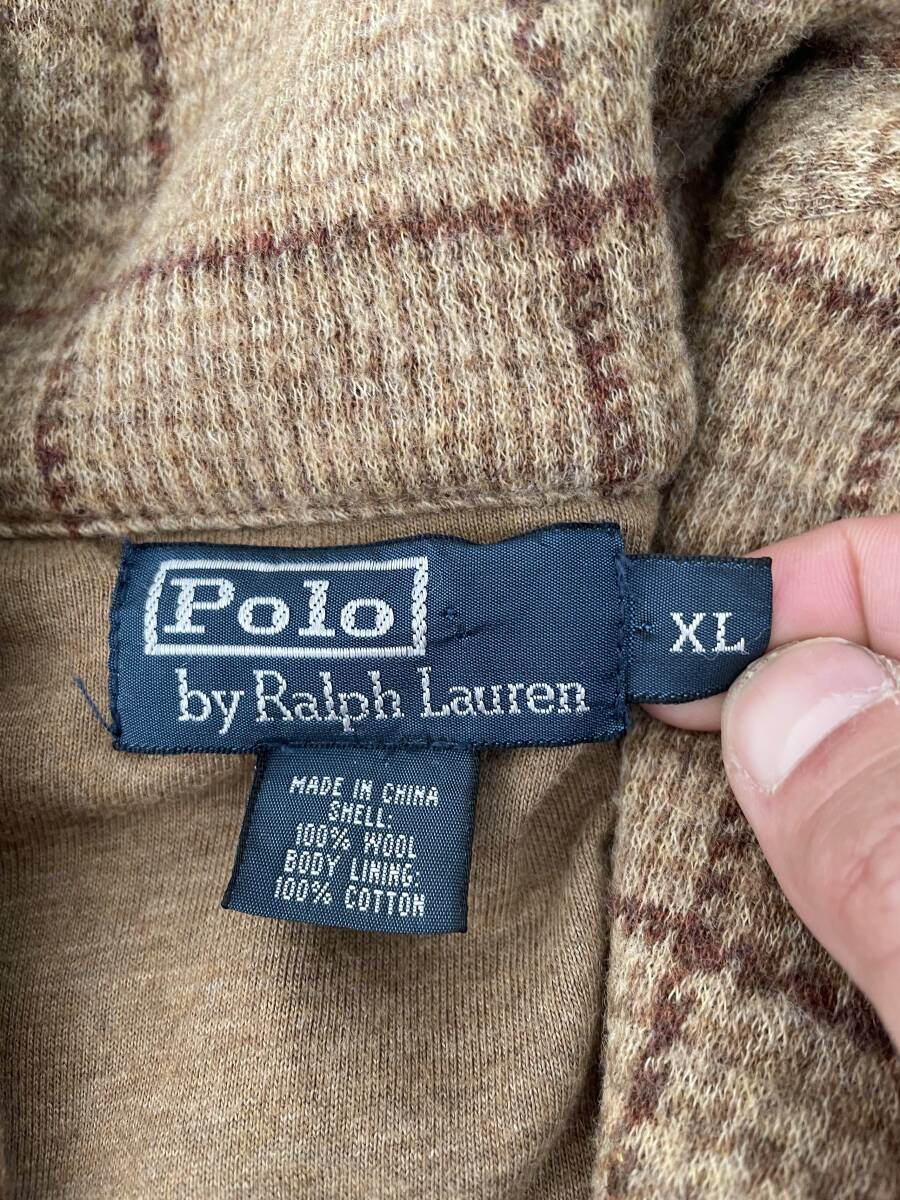 Polo
by Ralph Lauren
XL
MADE IN CHINA
SHELL:
100% WOOL
BODY LINING:
100% COTTON